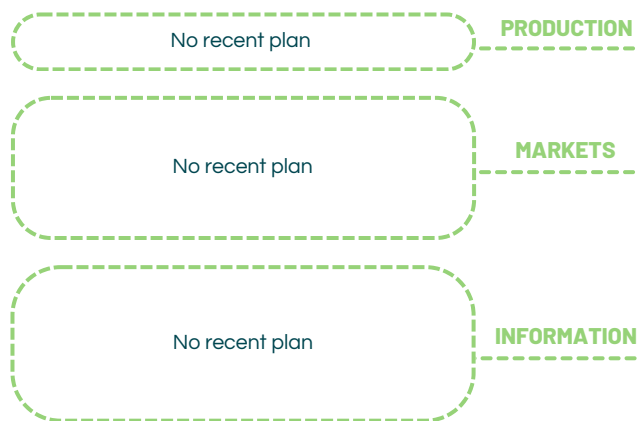 No recent plan
PRODUCTION
No recent plan
MARKETS
No recent plan
INFORMATION